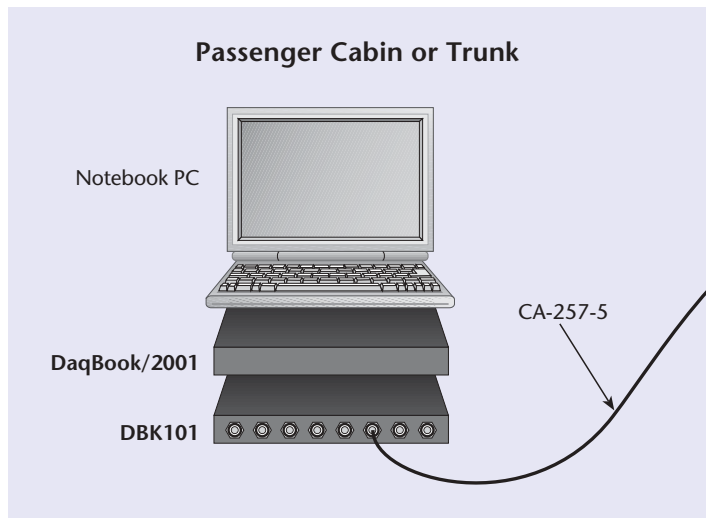 Passenger Cabin or Trunk
Notebook PC
CA-257-5
DaqBook/2001
DBK101